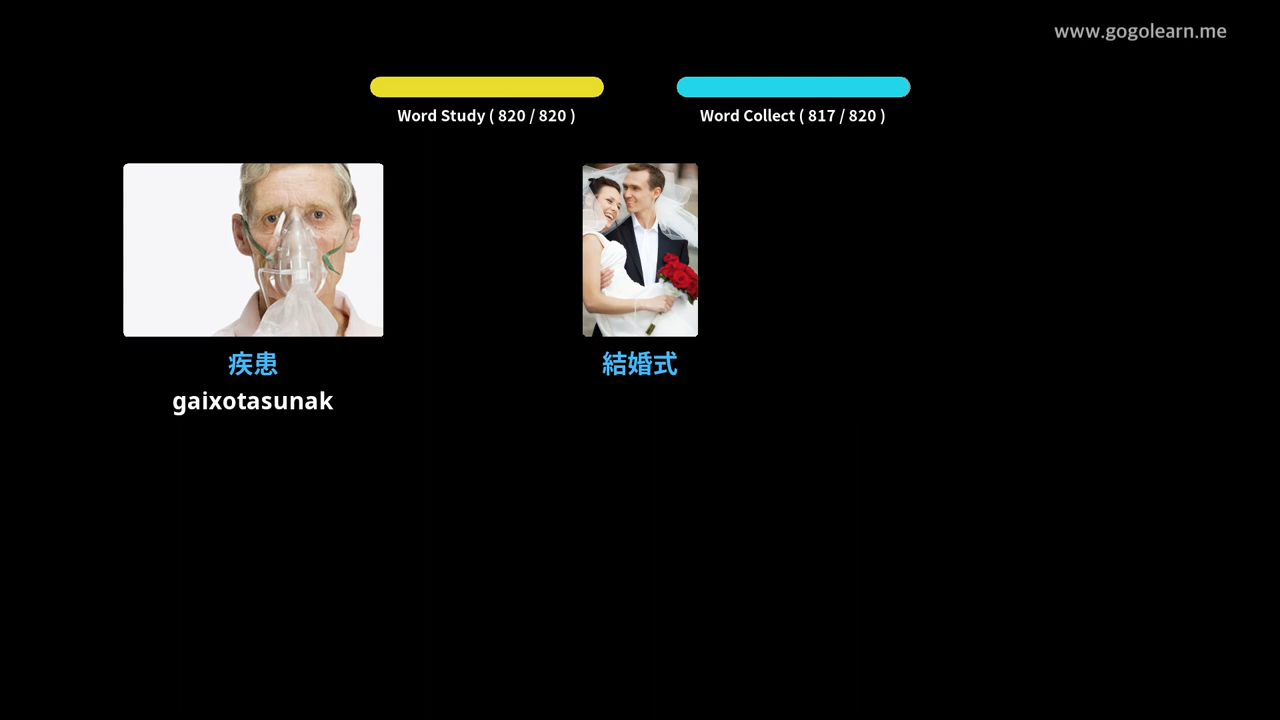 www.gogolearn.me
Word Study ( 820 / 820 )
Word Collect ( 817 / 820 )
疾患
結婚式
gaixotasunak